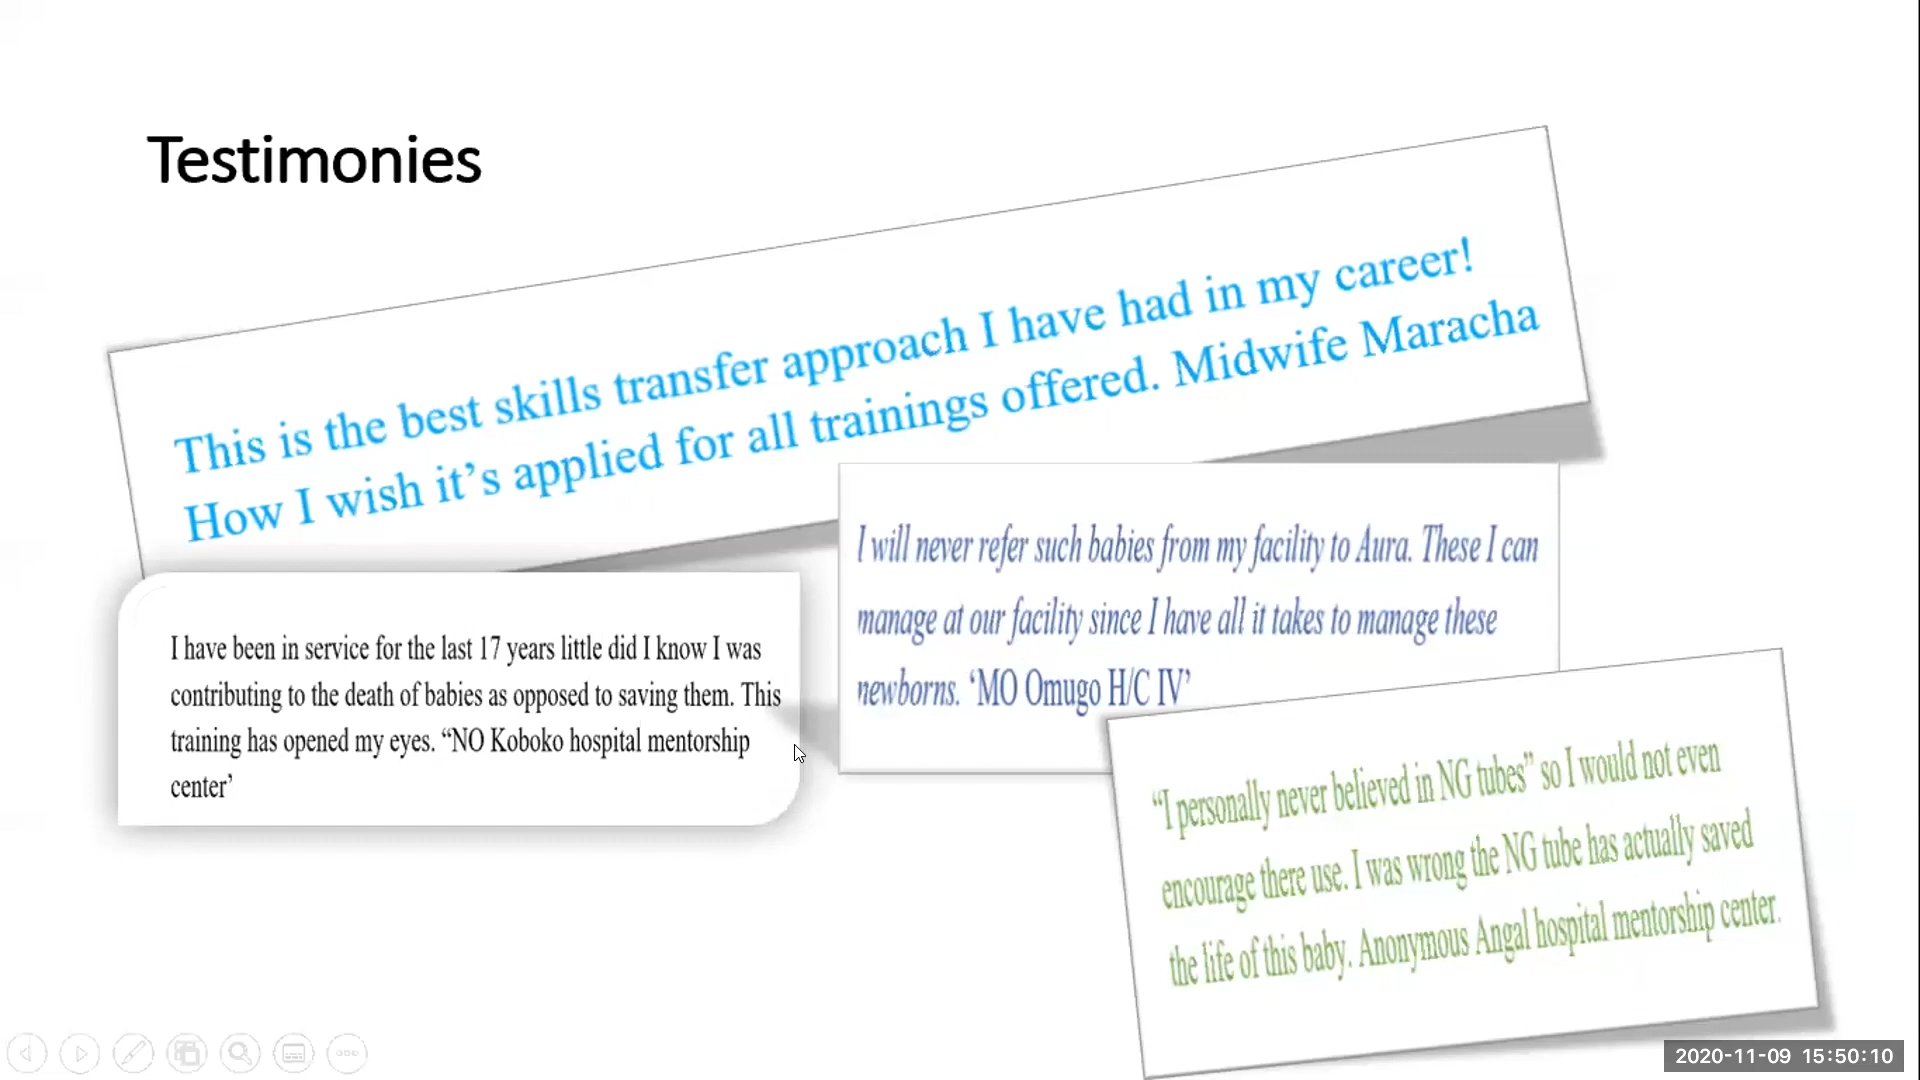 Testimonies
This is the best skills transfer approach I have had in my career!
How I wish it’s applied for all trainings offered. Midwife Maracha
I will never refer such babies from my facility to Aura. These I can
manage at our facility since I have all it takes to manage these
newborns. ‘MO Omugo H/C IV’
I have been in service for the last 17 years little did I know I was
contributing to the death of babies as opposed to saving them. This
training has opened my eyes. “NO Koboko hospital mentorship
center’
“I personally never believed in NG tubes” so I would not even
encourage there use. I was wrong the NG tube has actually saved
the life of this baby. Anonymous Angal hospital mentorship center.
2020-11-09 15:50:10